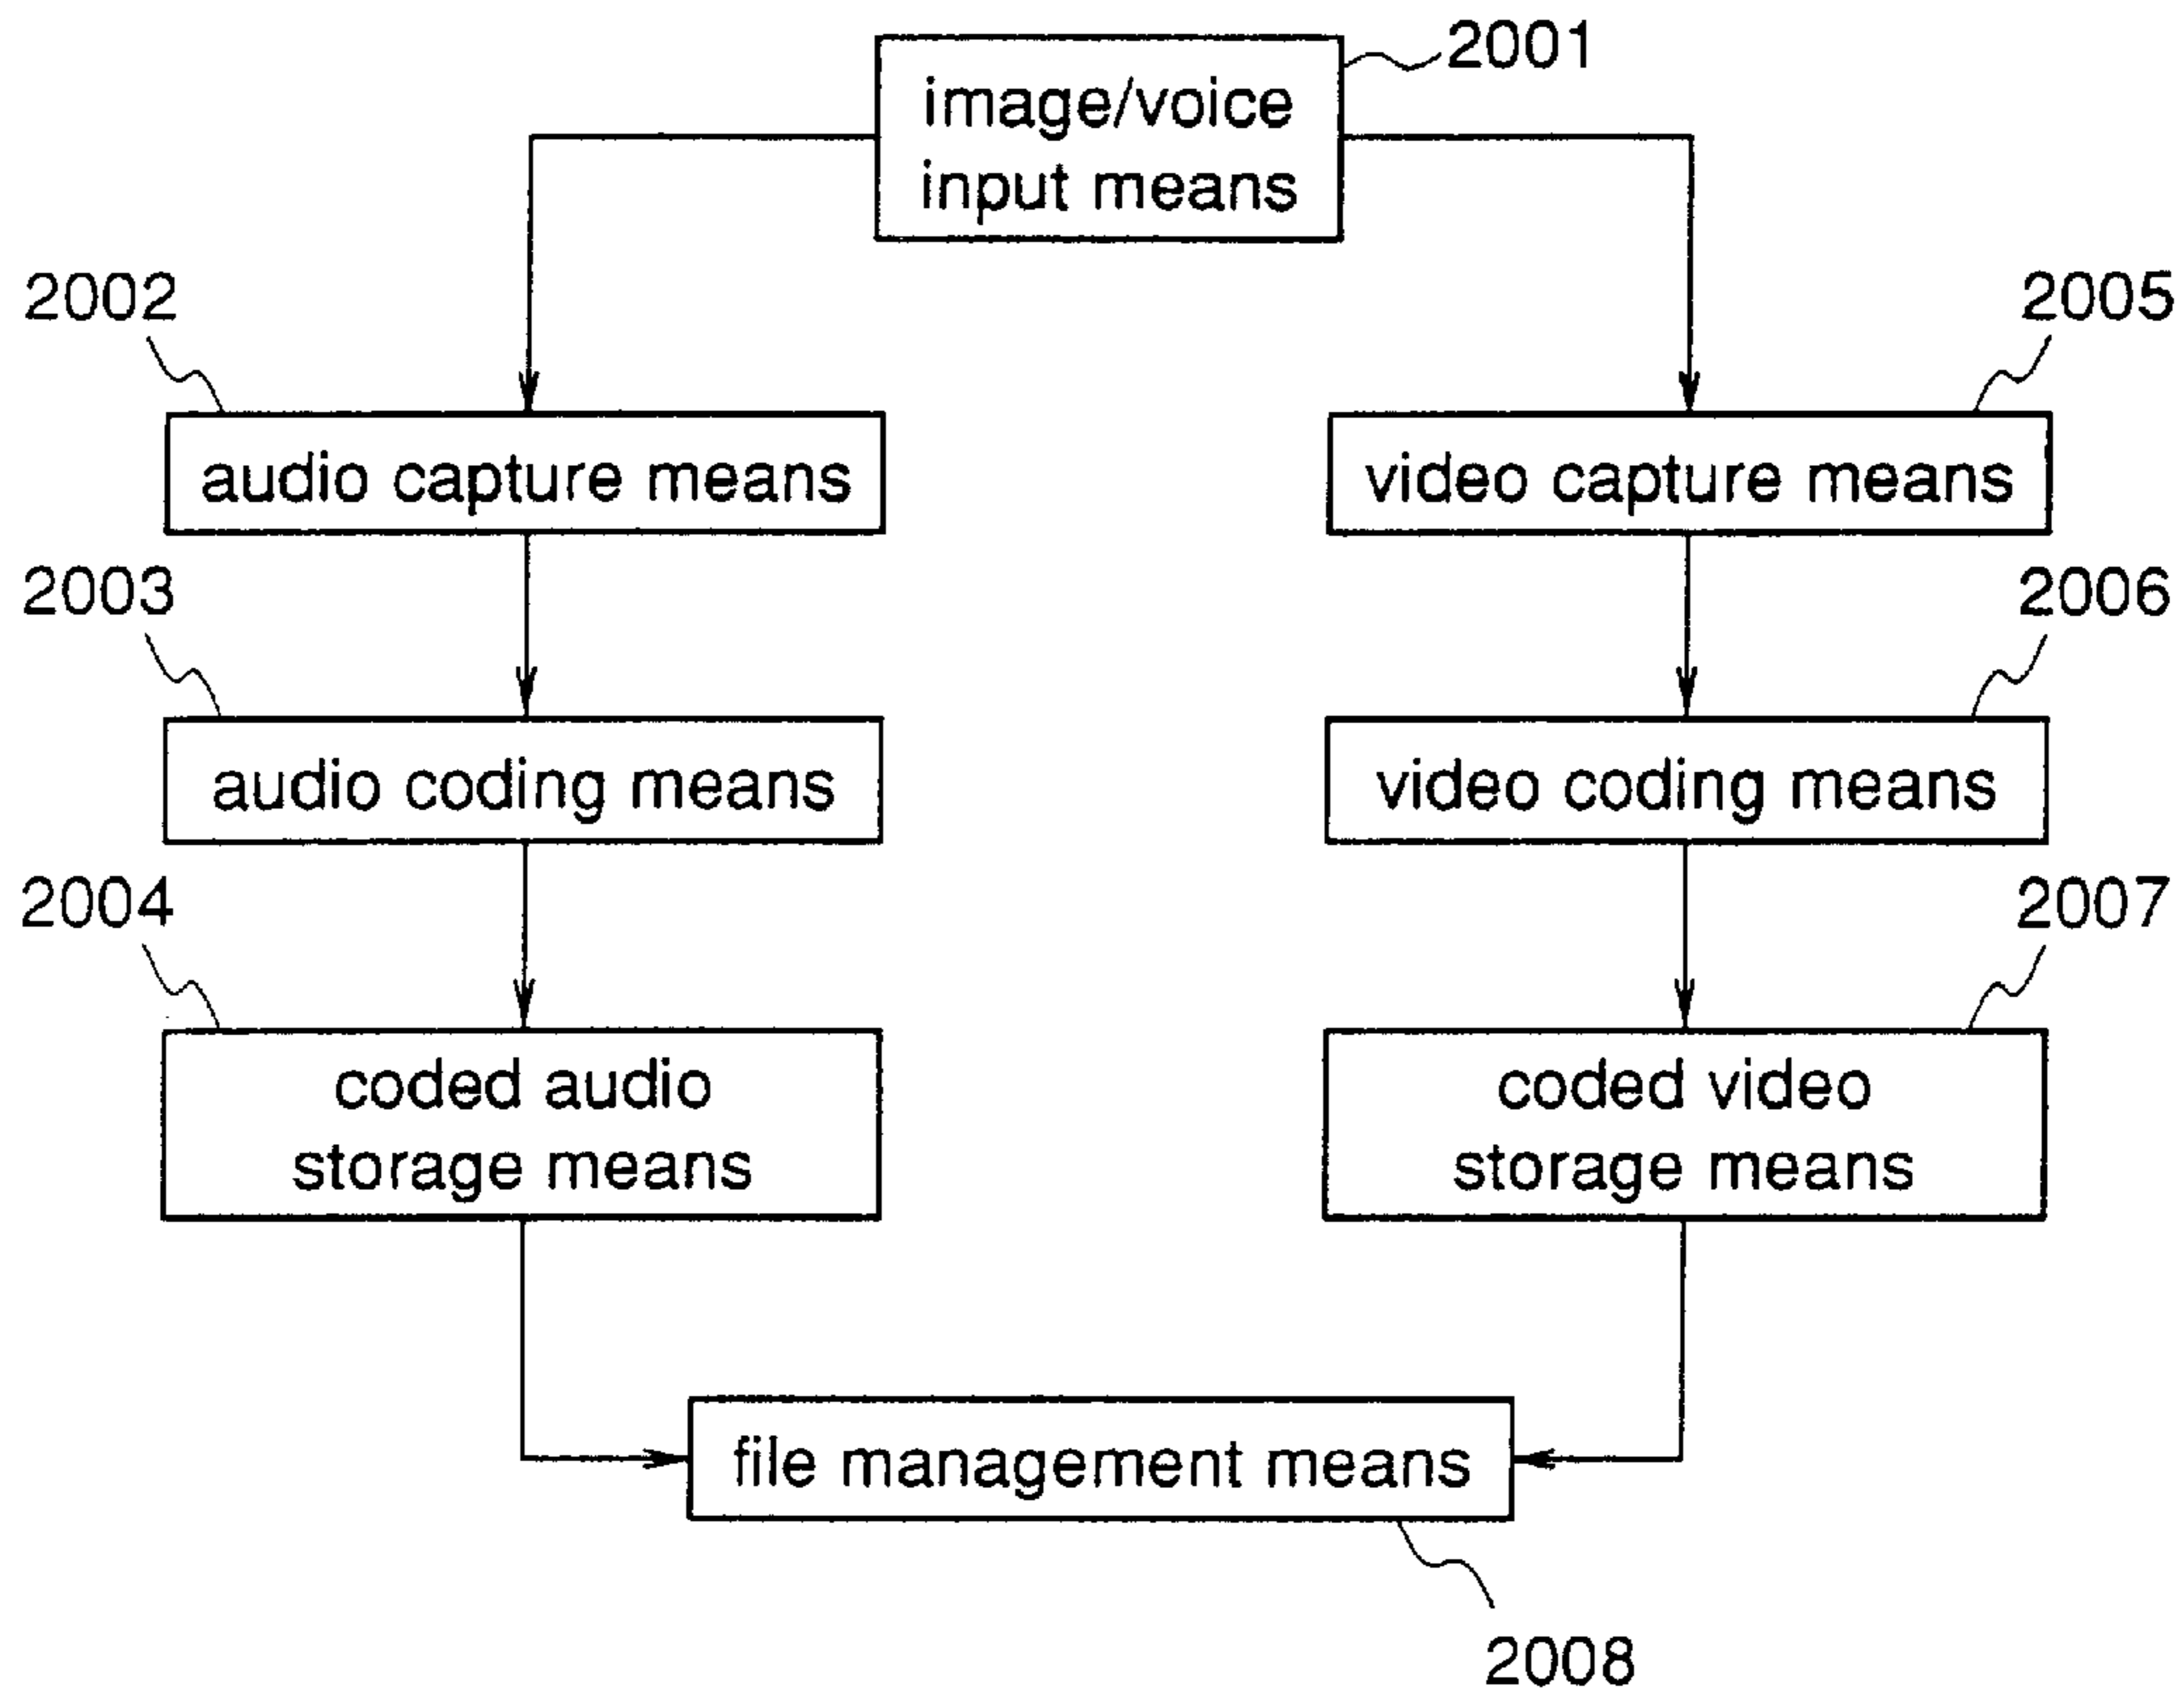 2001
image/voice
input means
2002
2005
audio capture means
video capture means
2003
2006
audio coding means
video coding means
2004
2007
coded audio
storage means
coded video
storage means
file management means
2008